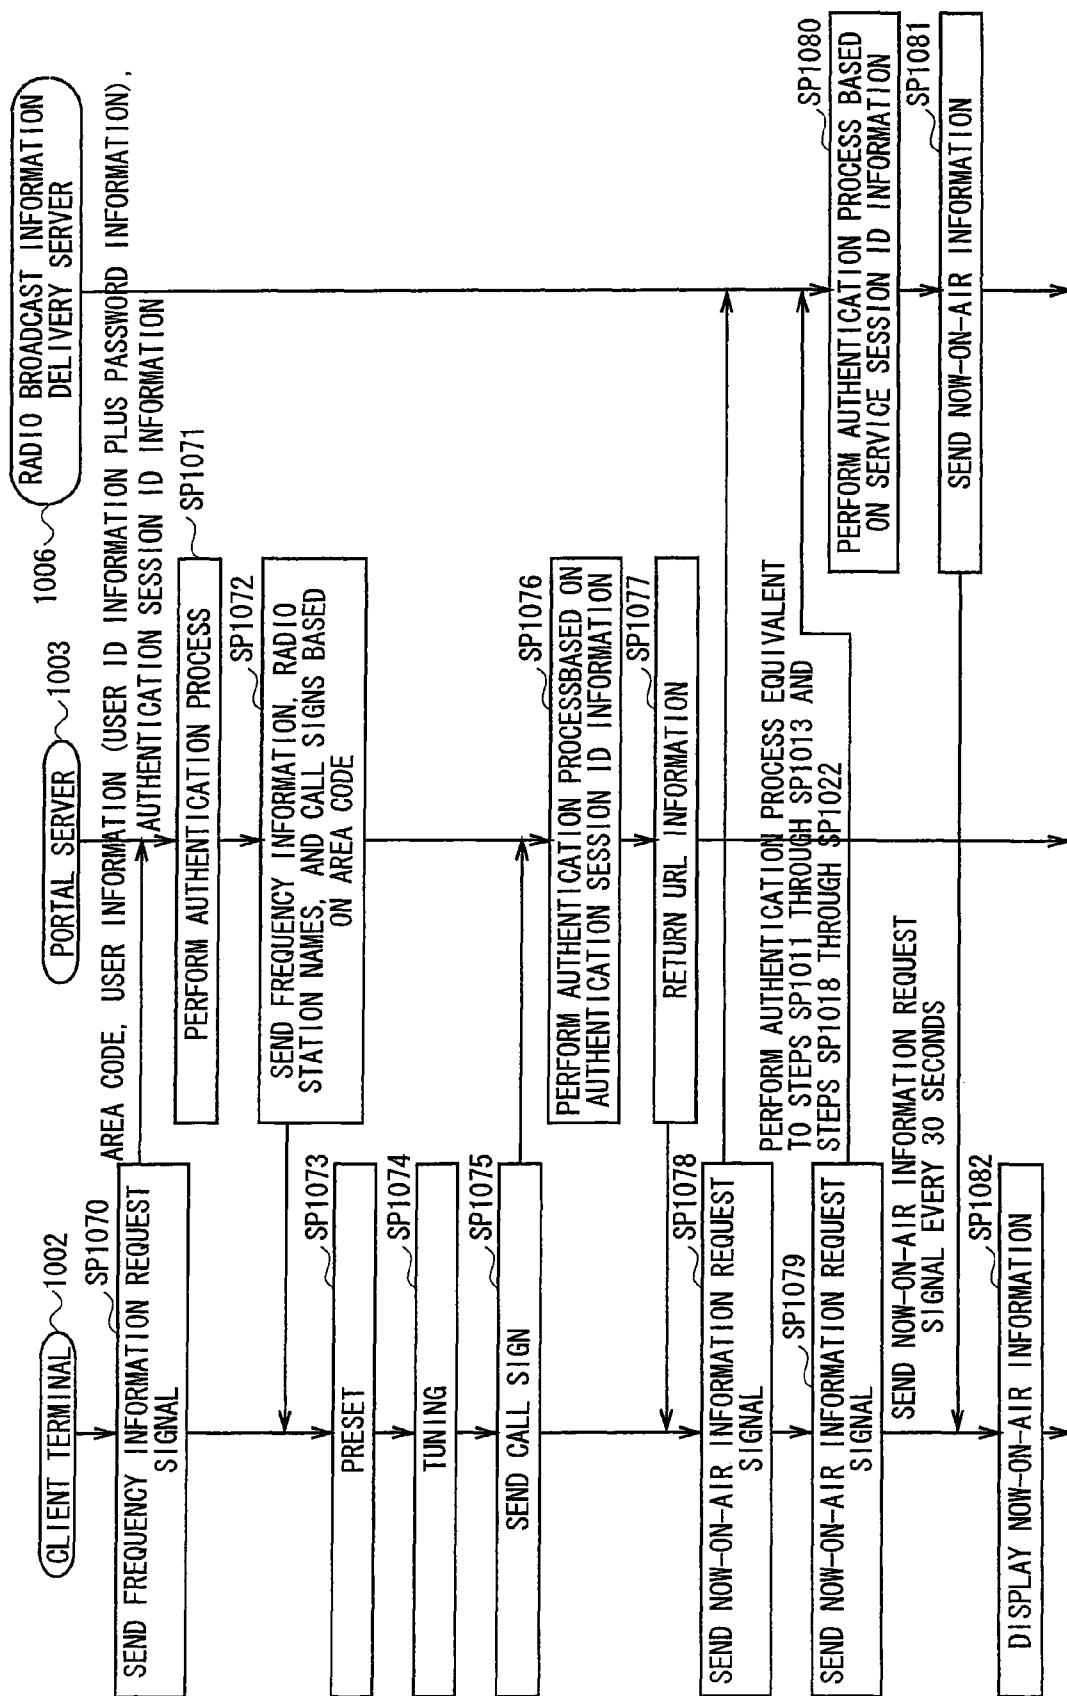 CLIENT TERMINAL
1002
PORTAL SERVER
1003
RADIO BROADCAST INFORMATION
DELIVERY SERVER
1006
SP1070
SEND FREQUENCY INFORMATION REQUEST
SIGNAL
AREA CODE, USER INFORMATION (USER ID INFORMATION PLUS PASSWORD INFORMATION),
AUTHENTICATION SESSION ID INFORMATION
SP1071
PERFORM AUTHENTICATION PROCESS
SP1072
SEND FREQUENCY INFORMATION, RADIO
STATION NAMES, AND CALL SIGNS BASED
ON AREA CODE
SP1073
PRESET
SP1074
TUNING
SP1075
SEND CALL SIGN
SP1076
PERFORM AUTHENTICATION PROCESSBASED ON
AUTHENTICATION SESSION ID INFORMATION
SP1077
RETURN URL INFORMATION
SP1078
SEND NOW-ON-AIR INFORMATION REQUEST
SIGNAL
PERFORM AUTHENTICATION PROCESS EQUIVALENT
TO STEPS SP1011 THROUGH SP1013 AND
STEPS SP1018 THROUGH SP1022
SP1079
SEND NOW-ON-AIR INFORMATION REQUEST
SIGNAL
SP1080
PERFORM AUTHENTICATION PROCESS BASED
ON SERVICE SESSION ID INFORMATION
SEND NOW-ON-AIR INFORMATION REQUEST
SIGNAL EVERY 30 SECONDS
SP1081
SEND NOW-ON-AIR INFORMATION
SP1082
DISPLAY NOW-ON-AIR INFORMATION